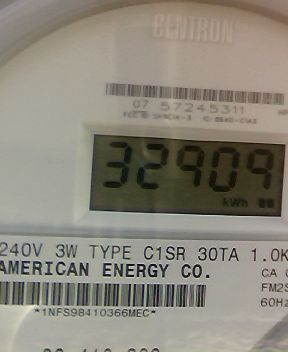 CENTRON
07 57245311
32909
kWh
240V 3W TYPE C1SR 30TA 1.0K
AMERICAN ENERGY CO.
CA
FM2S
60Hz
*1NFS98410366MEC*